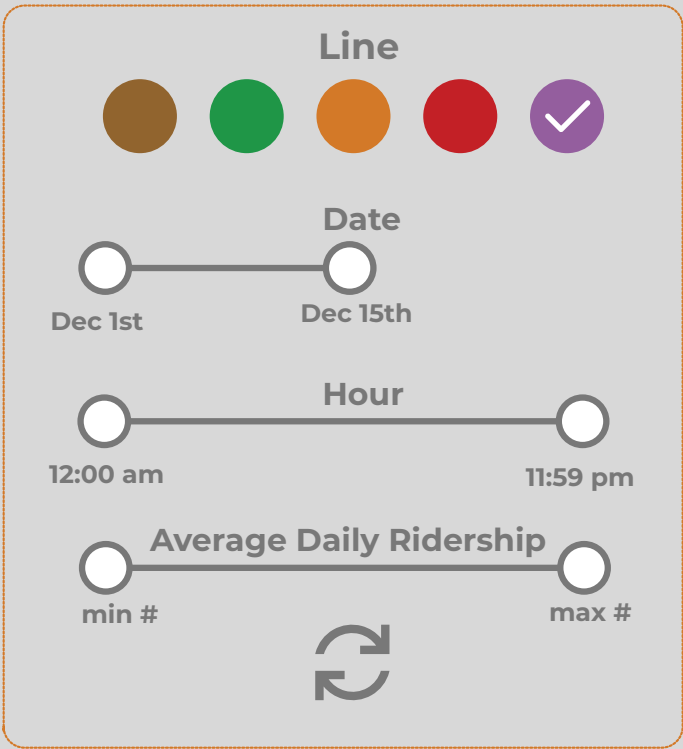 Line
Date
Dec 1st
Dec 15th
Hour
12:00 am
11:59 pm
Average Daily Ridership
min #
max #